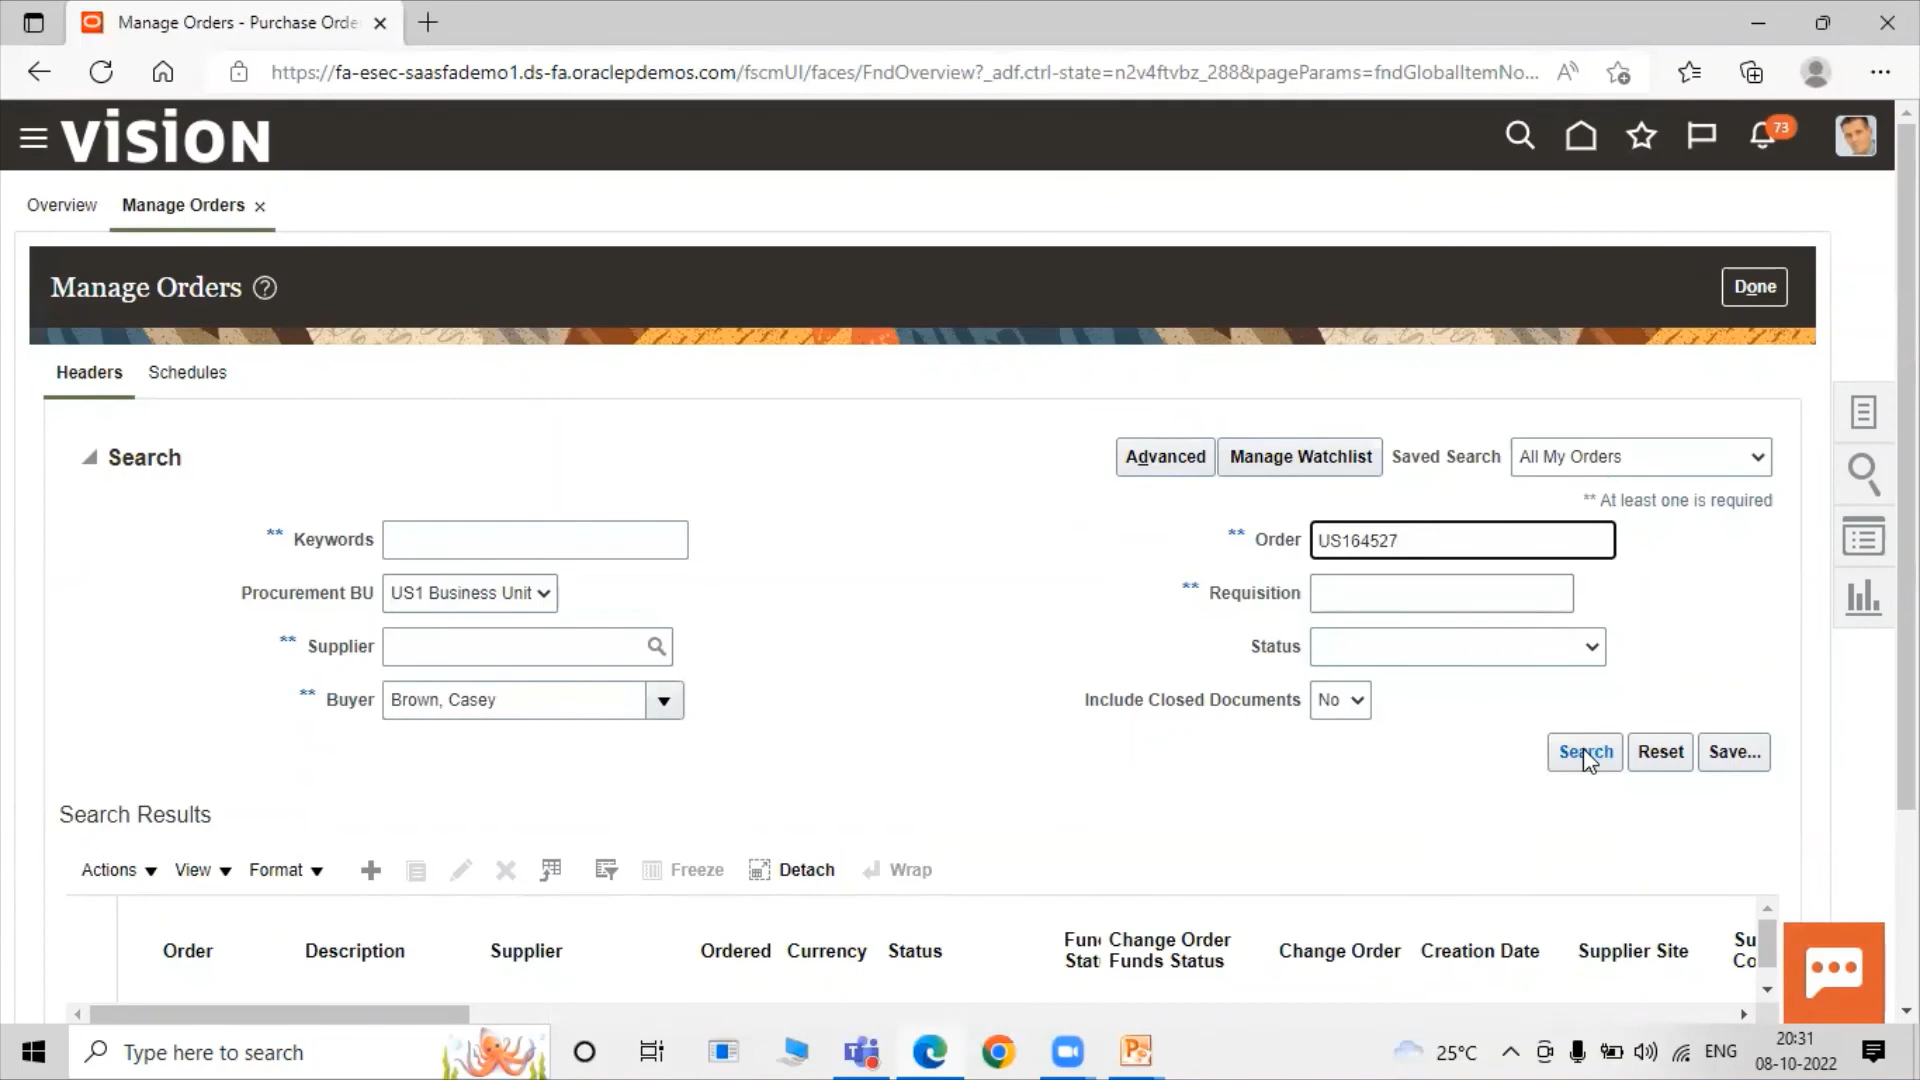 Manage Orders - Purchase Orde
https://fa-esec-saasfademo1.ds-fa.oraclepdemos.com/fscmUI/faces/FndOverview?_adf.ctrl-state=n2v4ftvbz_288&pageParams=fndGlobalItemNo...
VISION
73
Overview
Manage Orders
Manage Orders
Done
Headers
Schedules
Search
Advanced
Manage Watchlist
Saved Search
All My Orders
** At least one is required
** Keywords
** Order
US164527
Procurement BU
US1 Business Unit
** Requisition
** Supplier
Status
** Buyer
Brown, Casey
Include Closed Documents
No
Search
Reset
Save...
Search Results
Actions
View
Format
Freeze
Detach
Wrap
Order
Description
Supplier
Ordered
Currency
Status
Fun
Stat
Change Order
Funds Status
Change Order
Creation Date
Supplier Site
Su
Co
Type here to search
25°C
ENG
20:31
08-10-2022